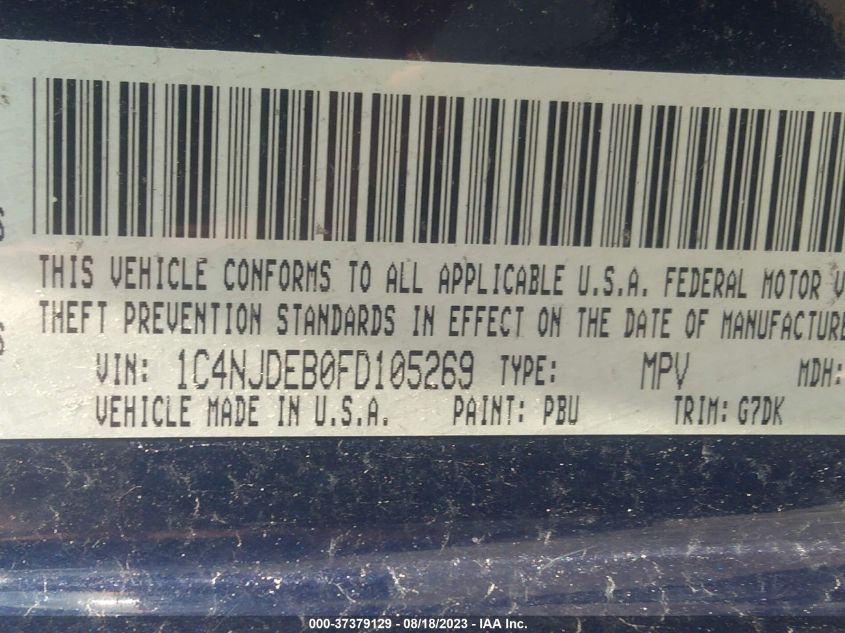 THIS VEHICLE CONFORMS TO ALL APPLICABLE U.S.A. FEDERAL MOTOR V
THEFT PREVENTION STANDARDS IN EFFECT ON THE DATE OF MANUFACTURE
VIN: 1C4NJDEB0FD105269 TYPE: MPV MDH:
VEHICLE MADE IN U.S.A. PAINT: PBU TRIM: G7DK
000-37379129 - 08/18/2023 - IAA Inc.